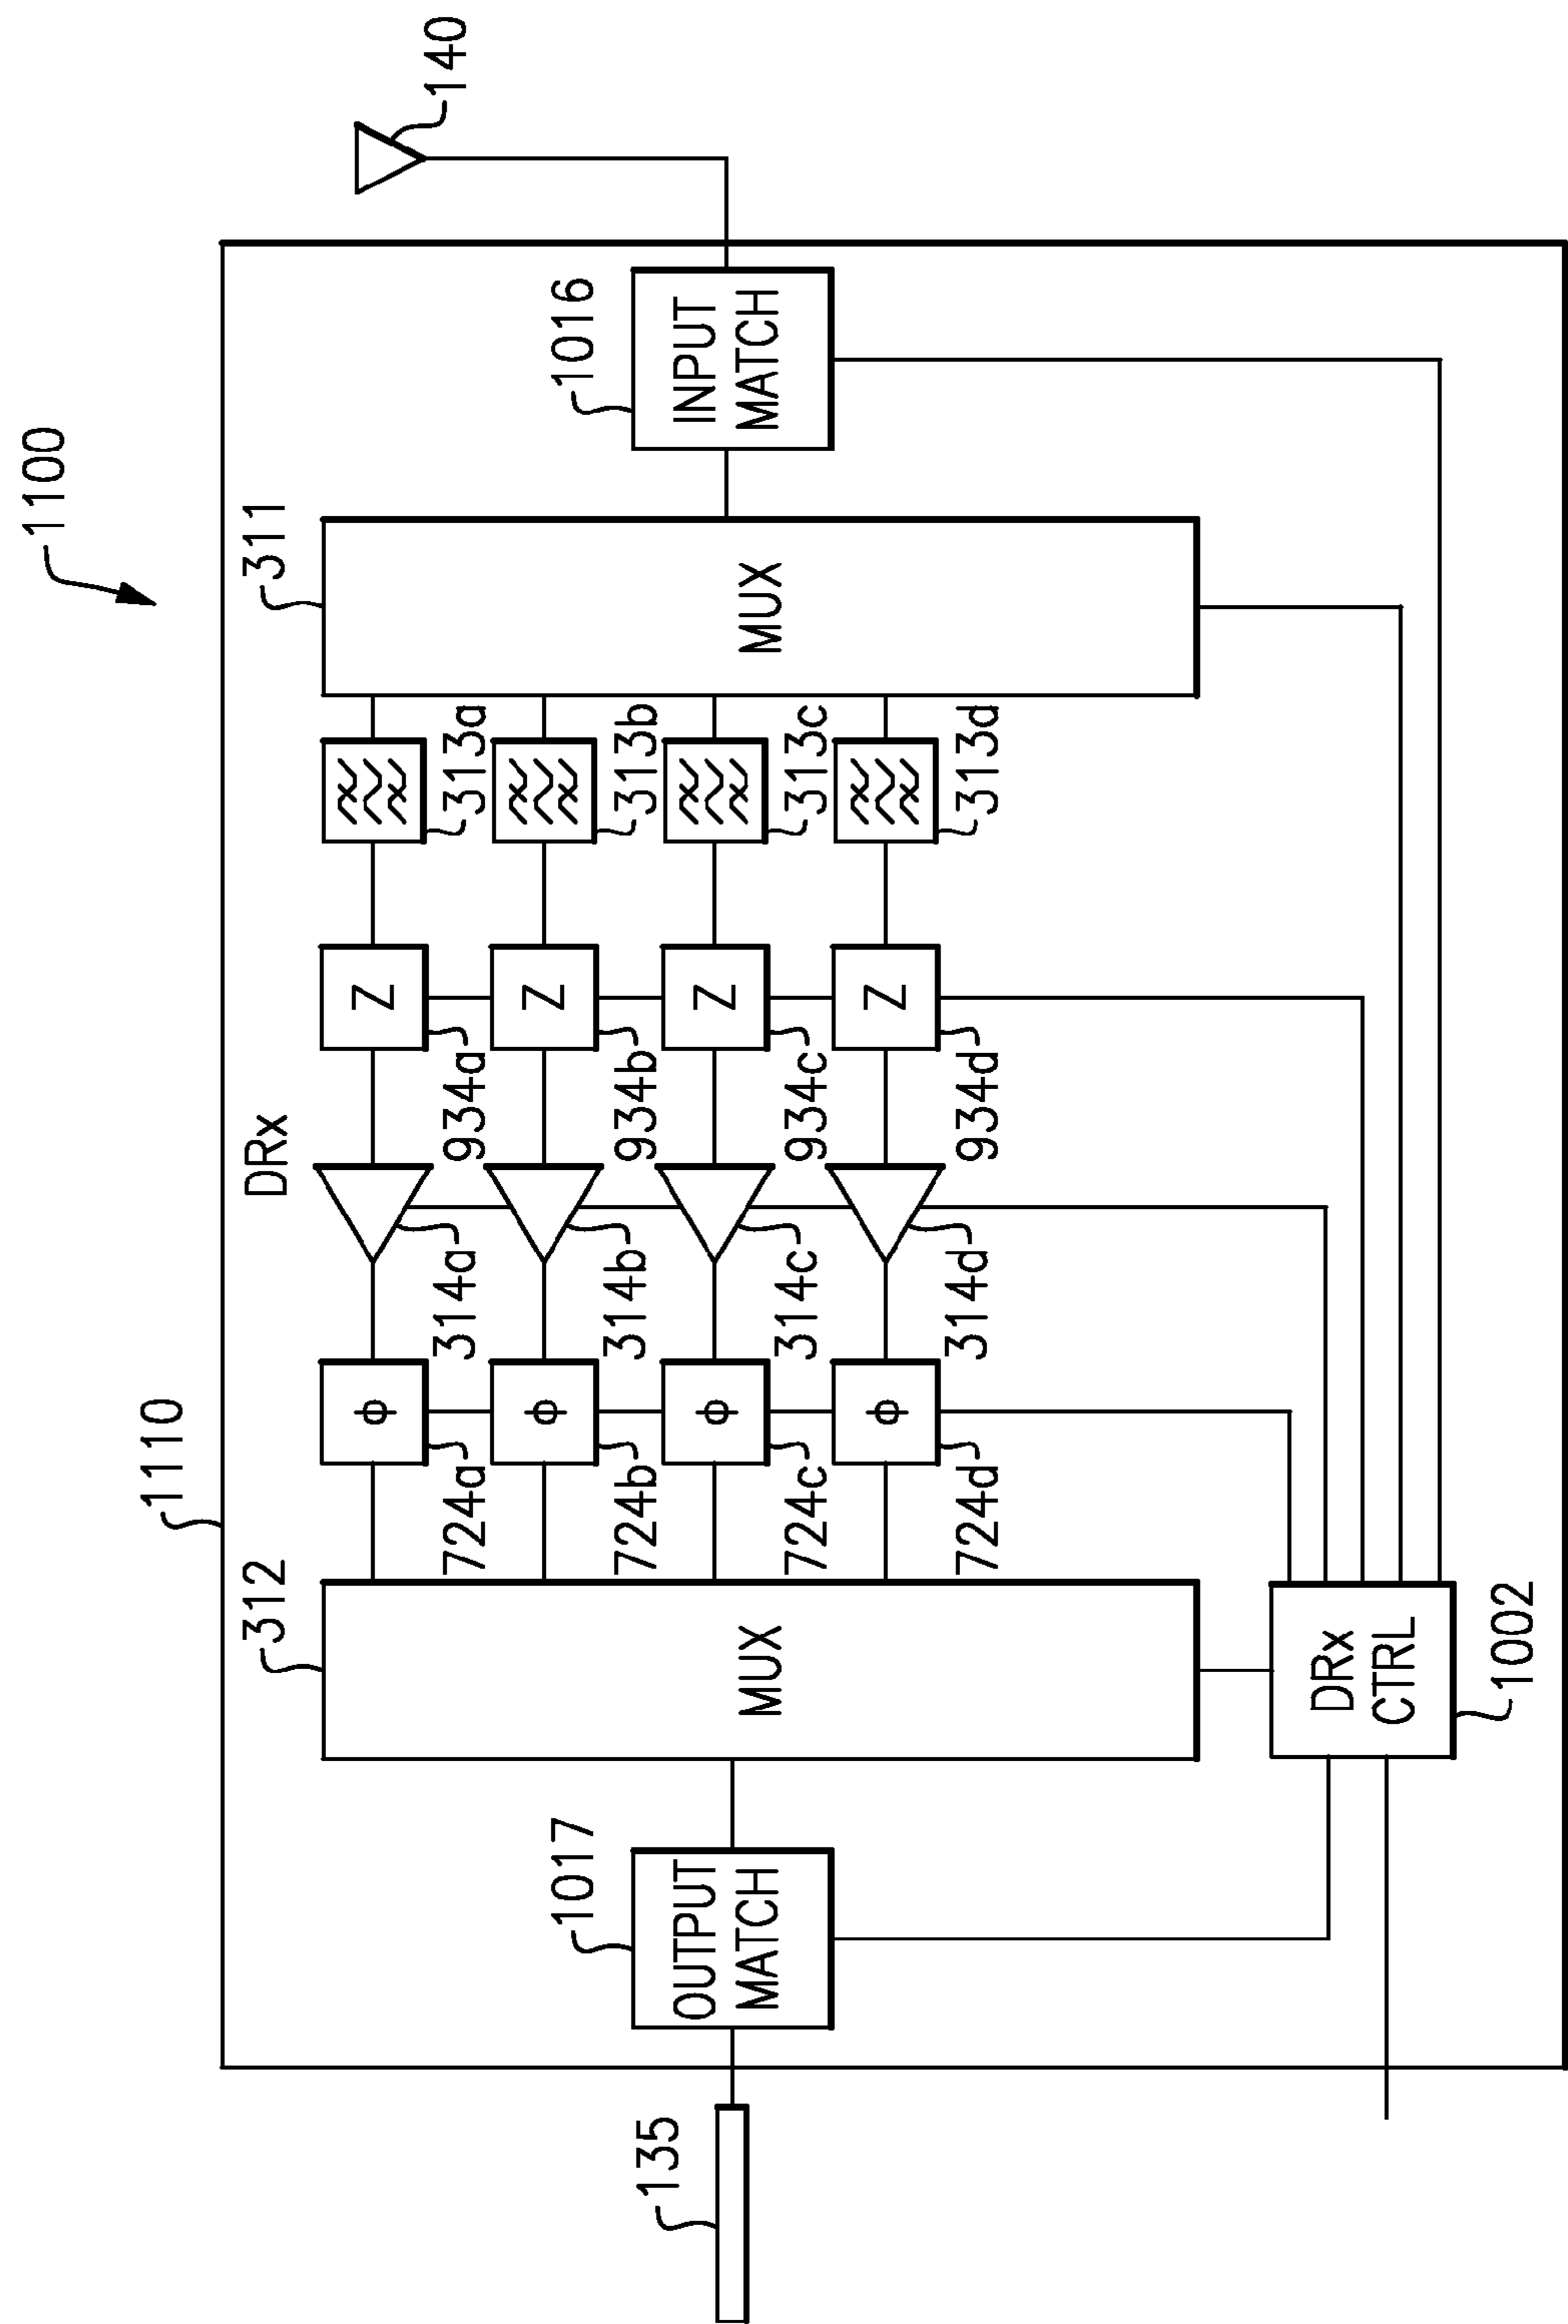 1100
1110
DRx
140
312
311
1017
1016
OUTPUT
MATCH
MUX
MUX
INPUT
MATCH
135
724a
314a
934a
313a
724b
314b
934b
313b
724c
314c
934c
313c
724d
314d
934d
313d
ϕ
ϕ
ϕ
ϕ
Z
Z
Z
Z
DRx
CTRL
1002